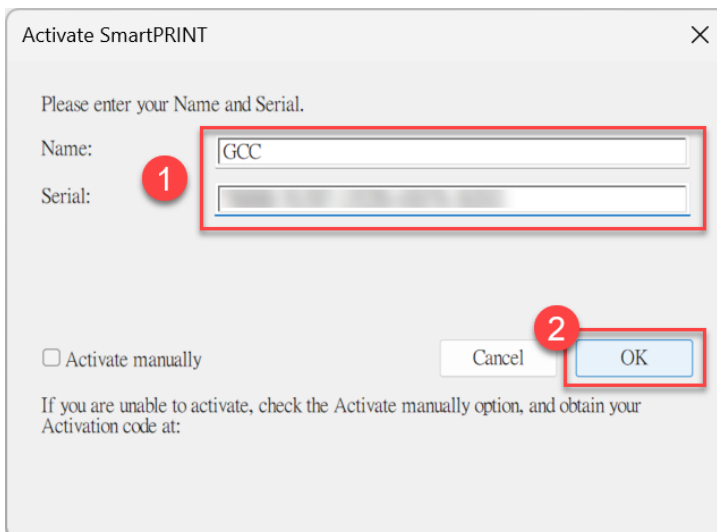 Activate SmartPRINT
Please enter your Name and Serial.
Name:
GCC
1
Serial:
2
Activate manually
Cancel
OK
If you are unable to activate, check the Activate manually option, and obtain your
Activation code at: